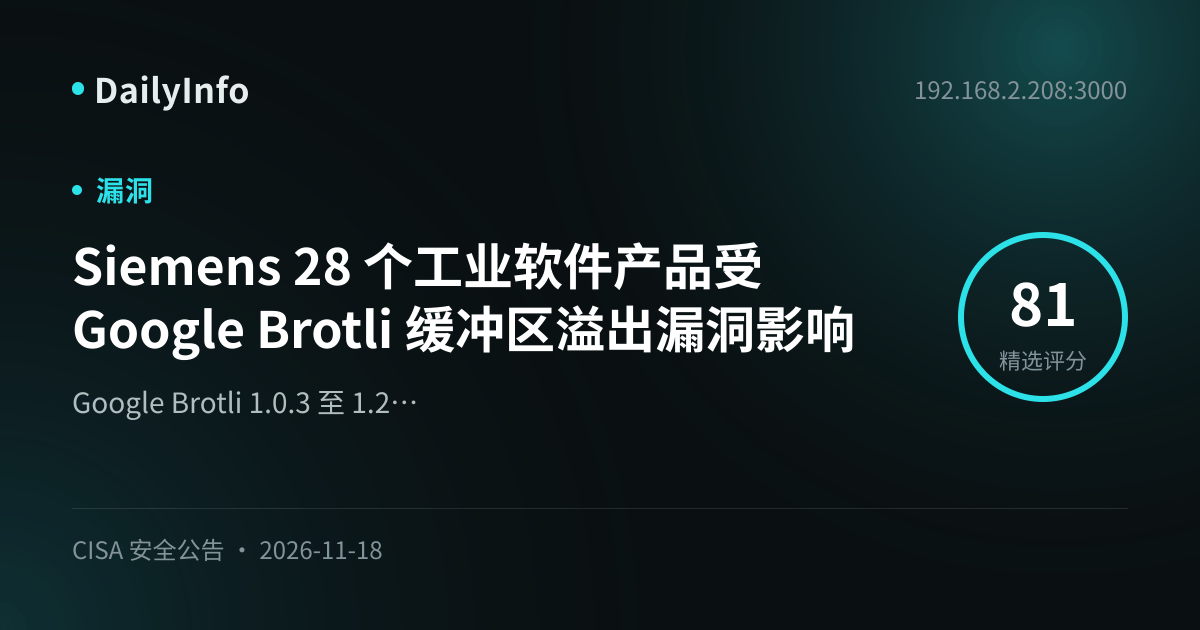 DailyInfo
192.168.2.208:3000
漏洞
Siemens 28 个工业软件产品受
Google Brotli 缓冲区溢出漏洞影响
81
精选评分
Google Brotli 1.0.3 至 1.2…
CISA 安全公告 · 2026-11-18